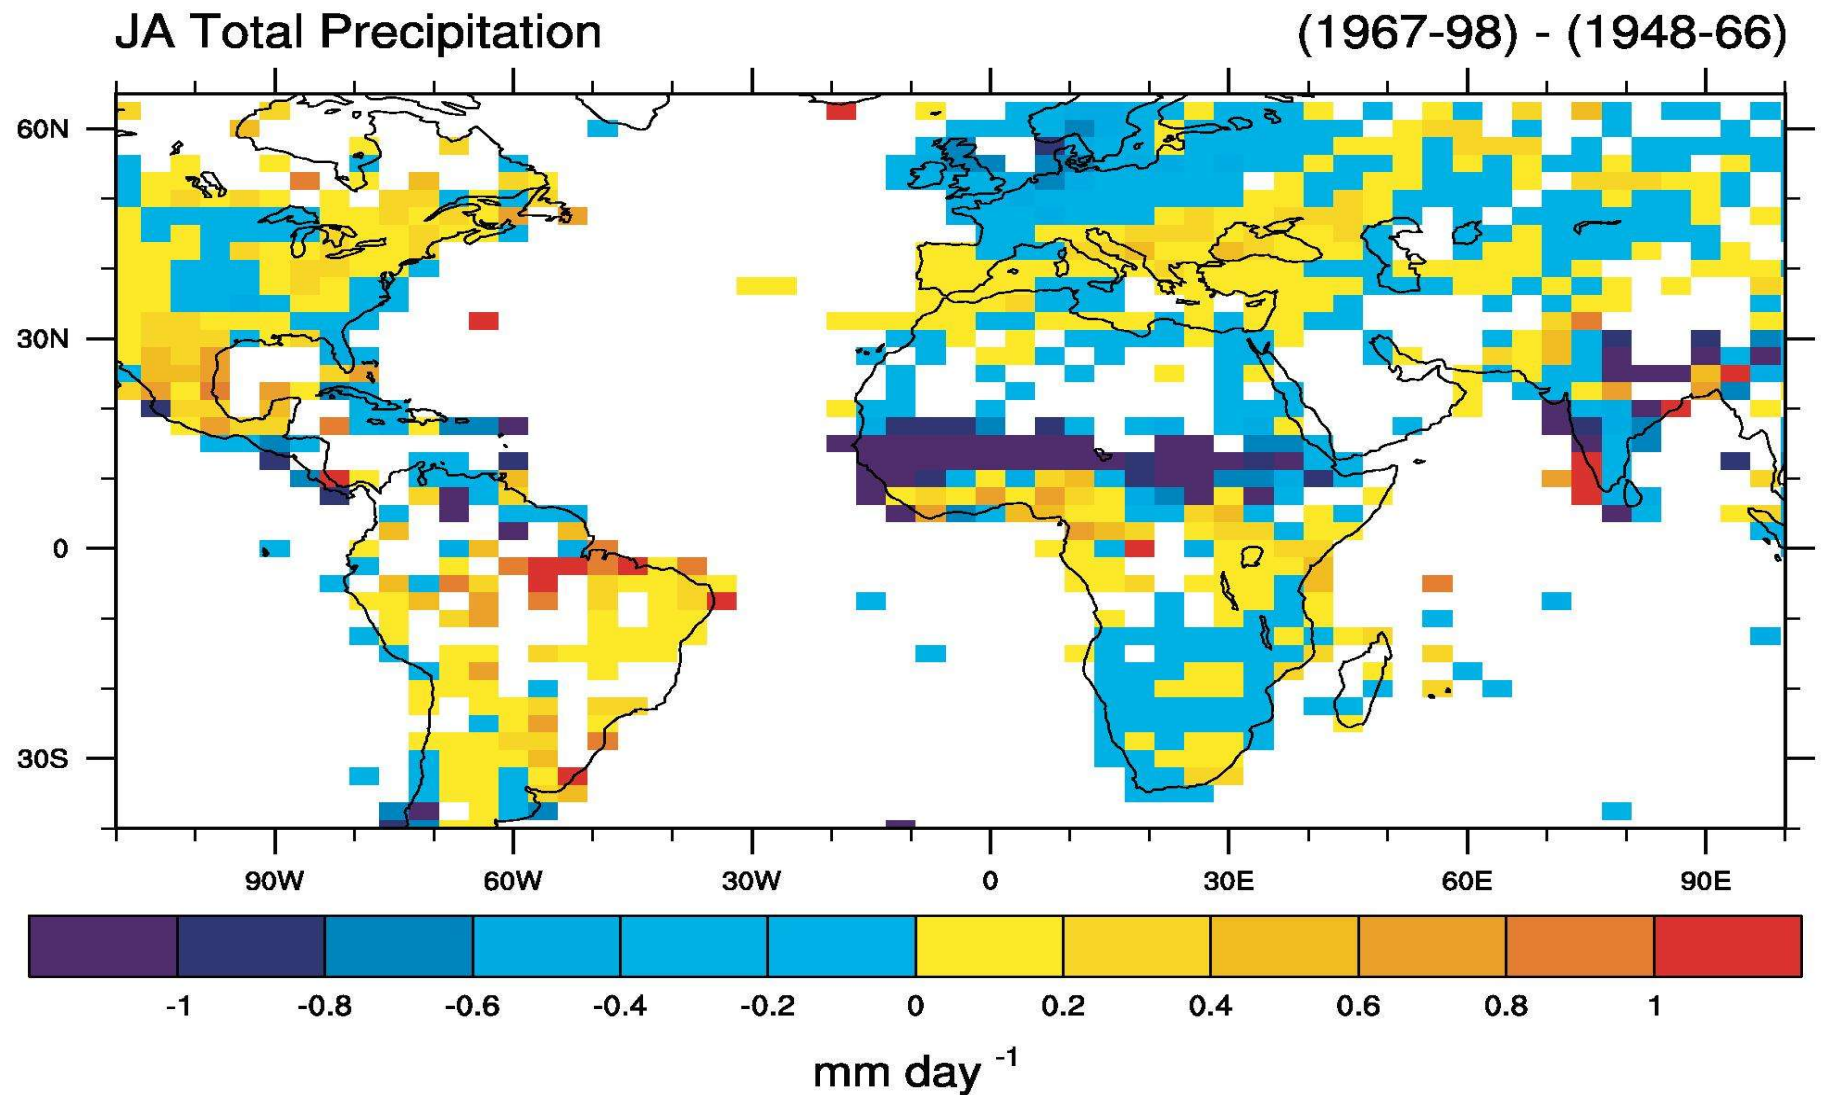 JA Total Precipitation (1967-98) - (1948-66)
60N
30N
0
30S
90W 60W 30W 0 30E 60E 90E
-1 -0.8 -0.6 -0.4 -0.2 0 0.2 0.4 0.6 0.8 1
mm day -1